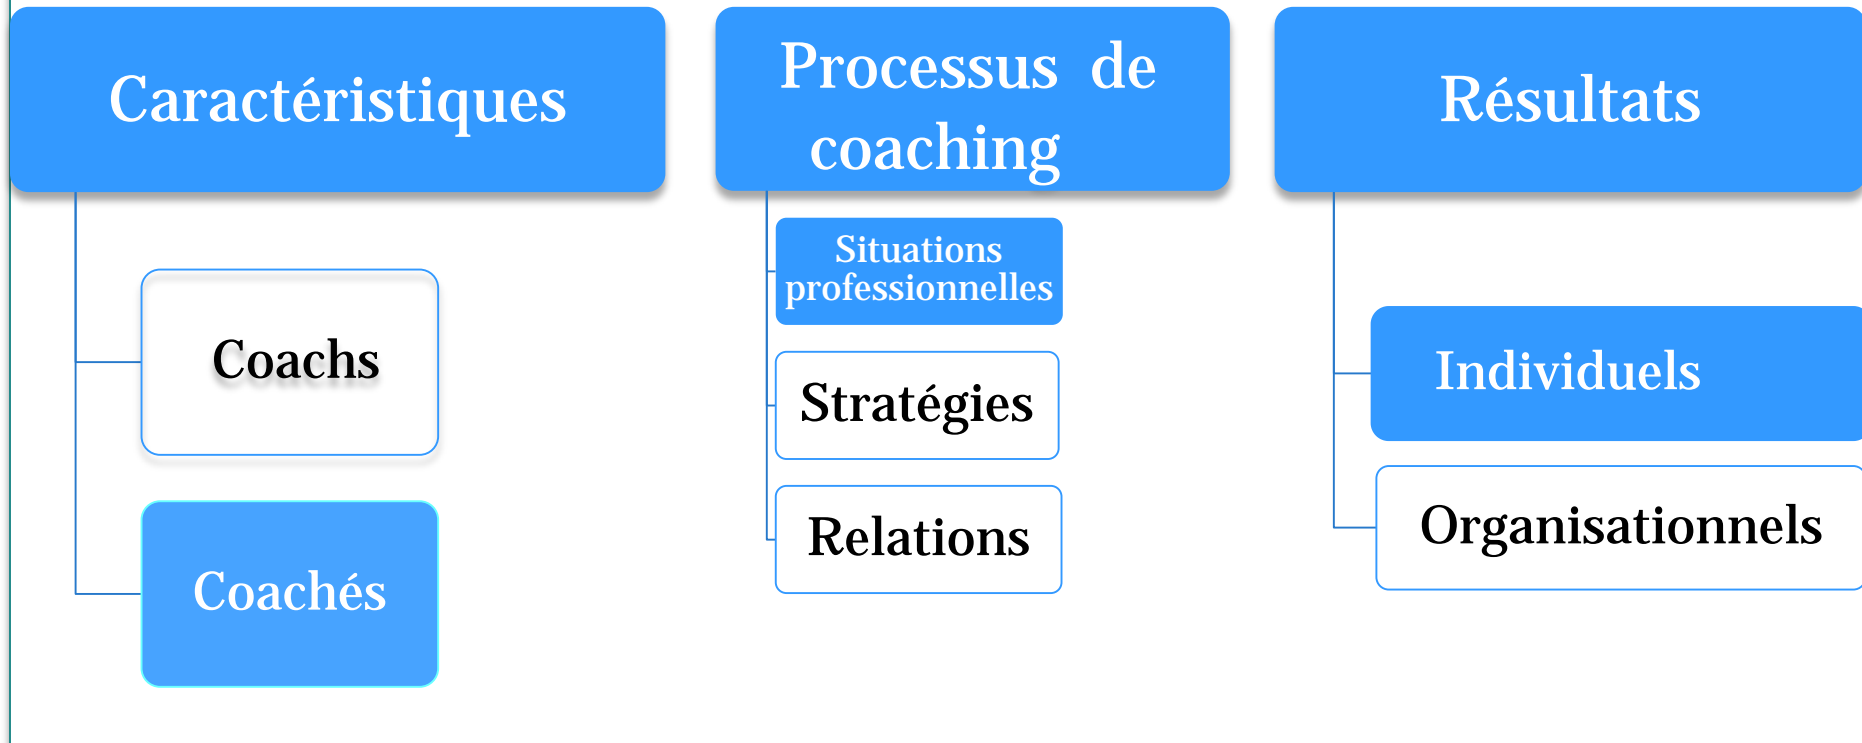 Caractéristiques
Coachs
Coachés
Processus de
coaching
Situations
professionnelles
Stratégies
Relations
Résultats
Individuels
Organisationnels